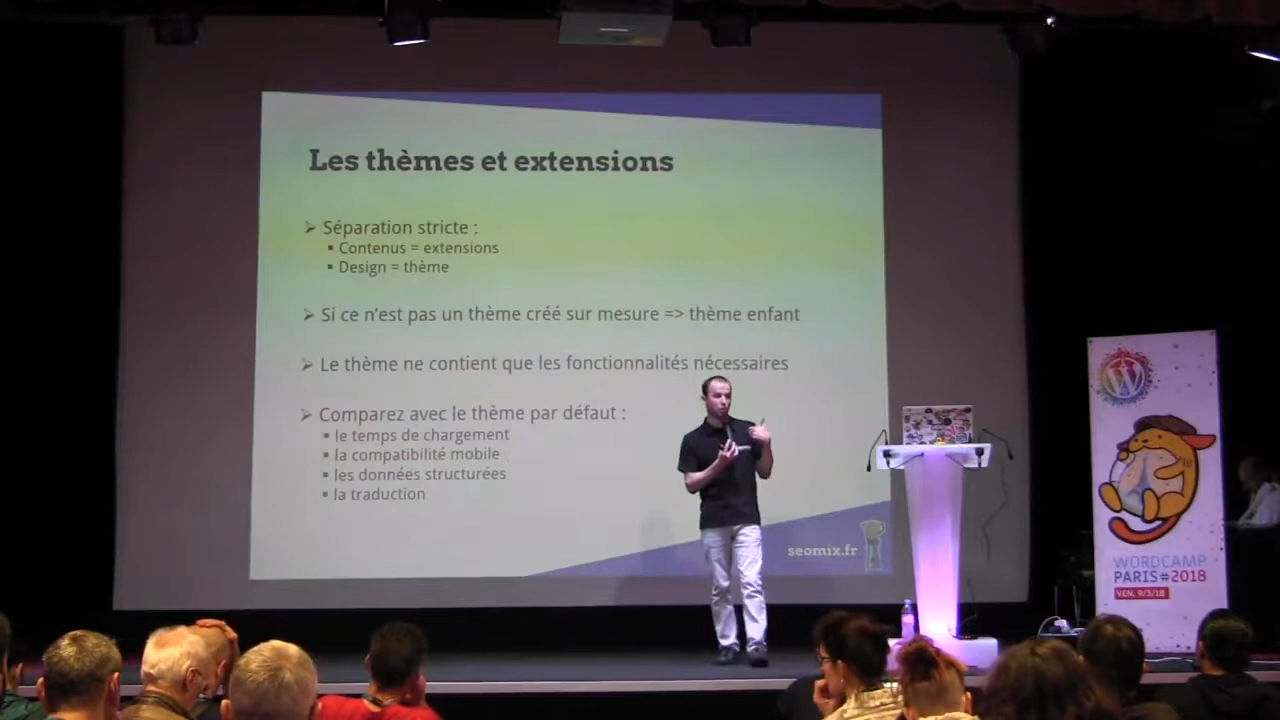 Les thèmes et extensions
➢ Séparation stricte :
▪ Contenus = extensions
▪ Design = thème
➢ Si ce n’est pas un thème créé sur mesure => thème enfant
➢ Le thème ne contient que les fonctionnalités nécessaires
➢ Comparez avec le thème par défaut :
▪ le temps de chargement
▪ la compatibilité mobile
▪ les données structurées
▪ la traduction
seomix.fr
W
WORDCAMP
PARIS#2018
VEN. 9/3/18